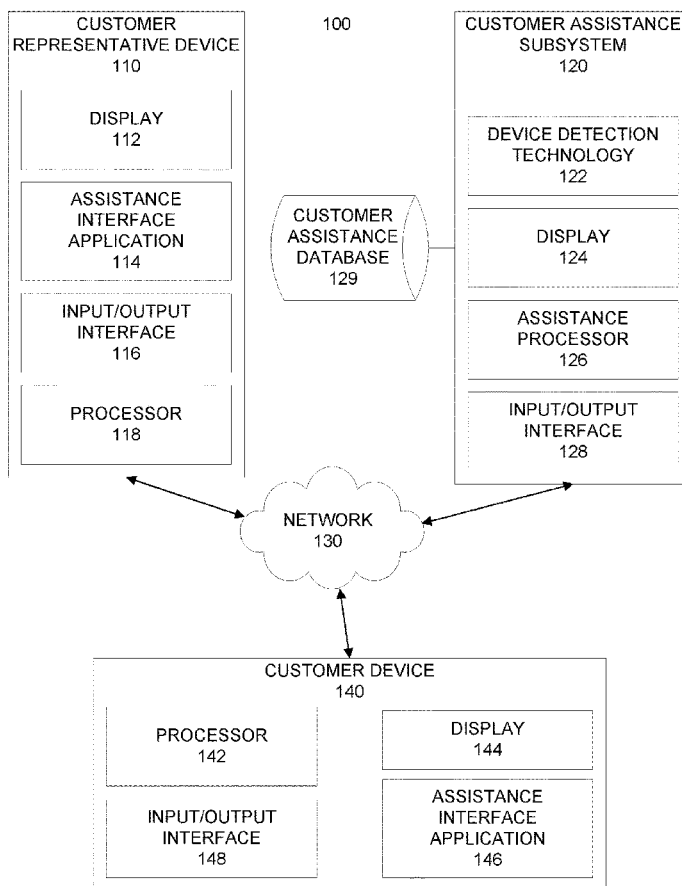 CUSTOMER
REPRESENTATIVE DEVICE
110
DISPLAY
112
ASSISTANCE
INTERFACE
APPLICATION
114
INPUT/OUTPUT
INTERFACE
116
PROCESSOR
118
100
CUSTOMER
ASSISTANCE
DATABASE
129
CUSTOMER ASSISTANCE
SUBSYSTEM
120
DEVICE DETECTION
TECHNOLOGY
122
DISPLAY
124
ASSISTANCE
PROCESSOR
126
INPUT/OUTPUT
INTERFACE
128
NETWORK
130
CUSTOMER DEVICE
140
PROCESSOR
142
DISPLAY
144
INPUT/OUTPUT
INTERFACE
148
ASSISTANCE
INTERFACE
APPLICATION
146